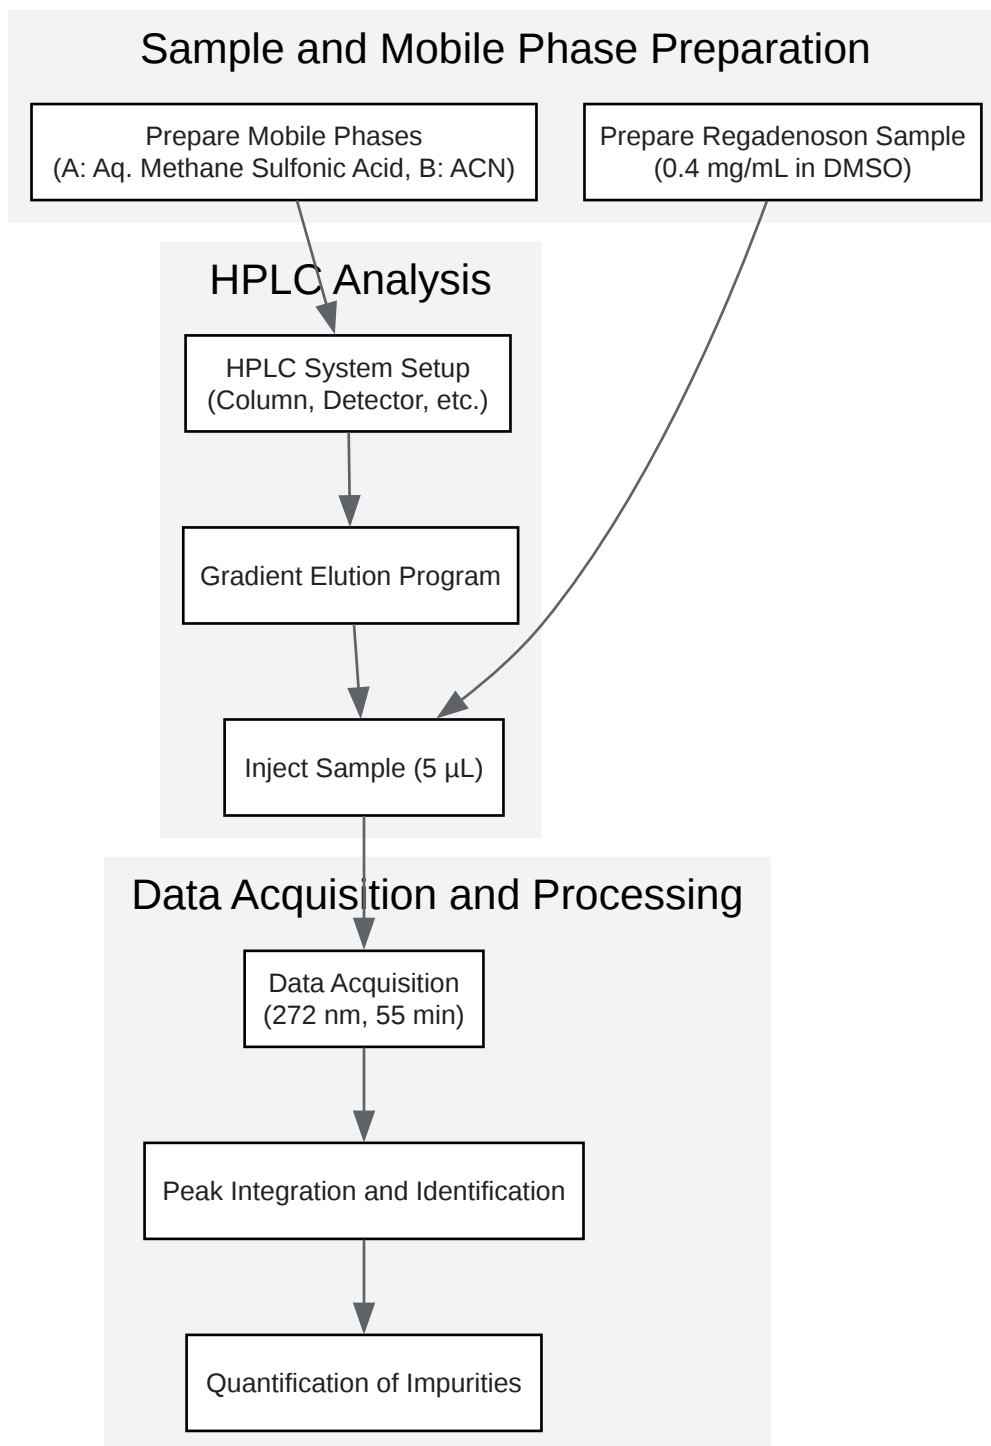 Sample and Mobile Phase Preparation
Prepare Mobile Phases
(A: Aq. Methane Sulfonic Acid, B: ACN)
Prepare Regadenoson Sample
(0.4 mg/mL in DMSO)
HPLC Analysis
HPLC System Setup
(Column, Detector, etc.)
Gradient Elution Program
Inject Sample (5 µL)
Data Acquisition and Processing
Data Acquisition
(272 nm, 55 min)
Peak Integration and Identification
Quantification of Impurities